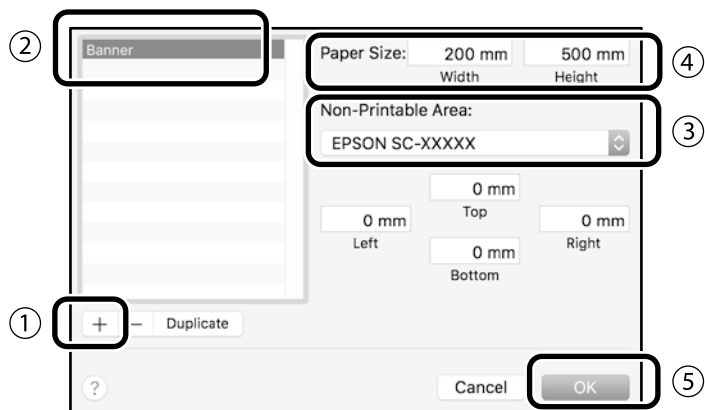 ②
Banner
Paper Size: 200 mm 500 mm
Width Height
④
Non-Printable Area:
EPSON SC-XXXXX
③
0 mm
Top
0 mm 0 mm
Left Right
0 mm
Bottom
①
+ − Duplicate
? Cancel OK
⑤